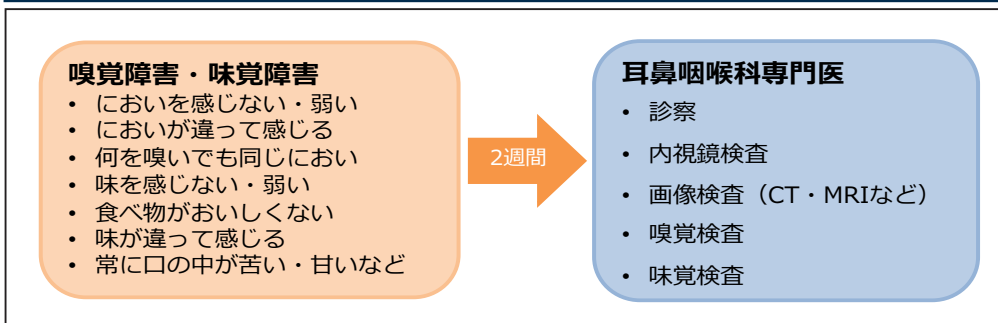 嗅覚障害・味覚障害
• においを感じない・弱い
• においが違って感じる
• 何を嗅いでも同じにおい
• 味を感じない・弱い
• 食べ物がおいしくない
• 味が違って感じる
• 常に口の中が苦い・甘いなど
2週間
耳鼻咽喉科専門医
• 診察
• 内視鏡検査
• 画像検査（CT・MRIなど）
• 嗅覚検査
• 味覚検査